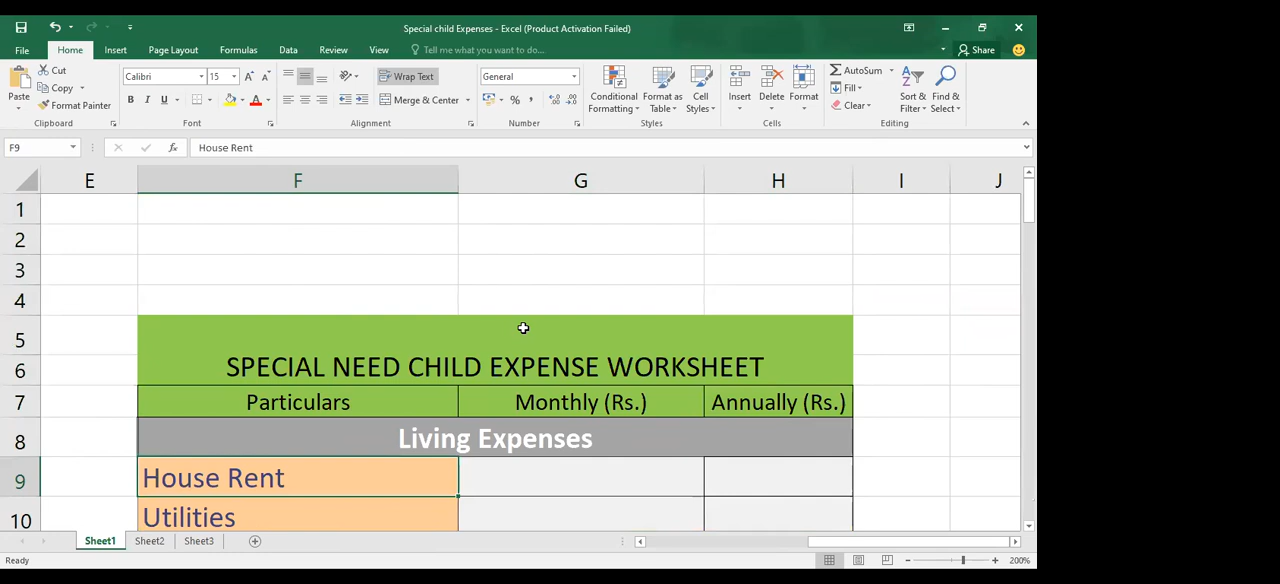 Special child Expenses - Excel (Product Activation Failed)
File Home Insert Page Layout Formulas Data Review View Tell me what you want to do... Share
Paste Cut Copy Format Painter Clipboard
Calibri 15 A A B I U A Font
Wrap Text Merge & Center Alignment
General % , Number
Conditional Formatting Format as Table Cell Styles Styles
Insert Delete Format Cells
AutoSum Fill Clear Sort & Filter Find & Select Editing
F9 fx House Rent
E F G H I J
1
2
3
4
5
6 SPECIAL NEED CHILD EXPENSE WORKSHEET
7 Particulars Monthly (Rs.) Annually (Rs.)
8 Living Expenses
9 House Rent
10 Utilities
Sheet1 Sheet2 Sheet3
Ready 200%